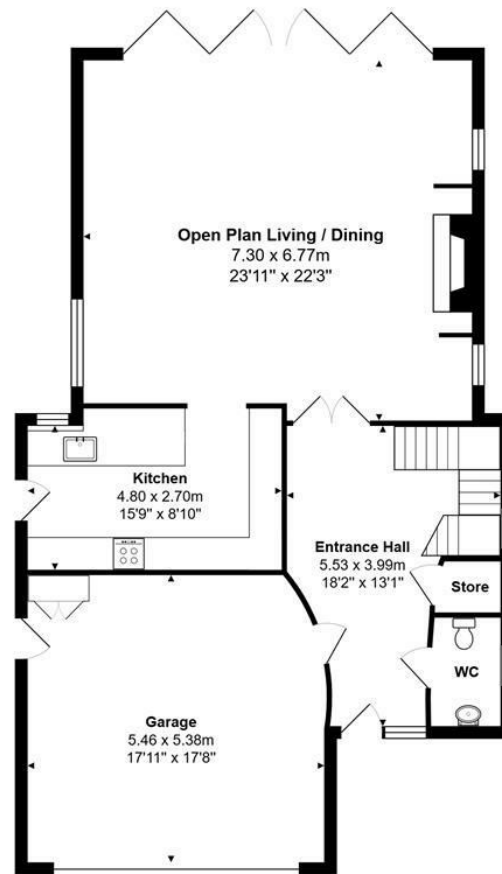 Open Plan Living / Dining
7.30 x 6.77m
23'11" x 22'3"
Kitchen
4.80 x 2.70m
15'9" x 8'10"
Entrance Hall
5.53 x 3.99m
18'2" x 13'1"
Store
WC
Garage
5.46 x 5.38m
17'11" x 17'8"